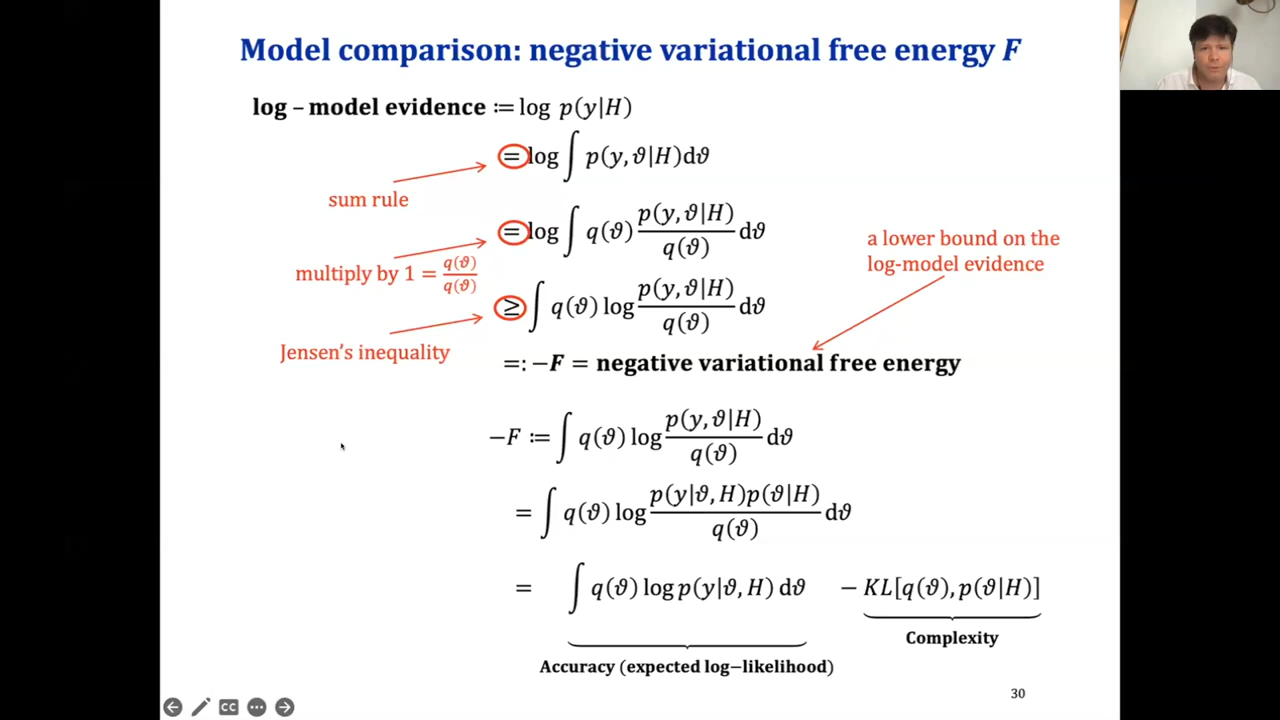 Model comparison: negative variational free energy F
log – model evidence ≔ log p(y|H)
= log ∫ p(y, ϑ|H)dϑ
sum rule
= log ∫ q(ϑ) p(y, ϑ|H)/q(ϑ) dϑ
a lower bound on the
log-model evidence
multiply by 1 = q(ϑ)/q(ϑ)
≥ ∫ q(ϑ) log p(y, ϑ|H)/q(ϑ) dϑ
Jensen's inequality
=: −F = negative variational free energy
−F ≔ ∫ q(ϑ) log p(y, ϑ|H)/q(ϑ) dϑ
= ∫ q(ϑ) log p(y|ϑ, H)p(ϑ|H)/q(ϑ) dϑ
= ∫ q(ϑ) log p(y|ϑ, H) dϑ − KL[q(ϑ), p(ϑ|H)]
Complexity
Accuracy (expected log−likelihood)
30
CC